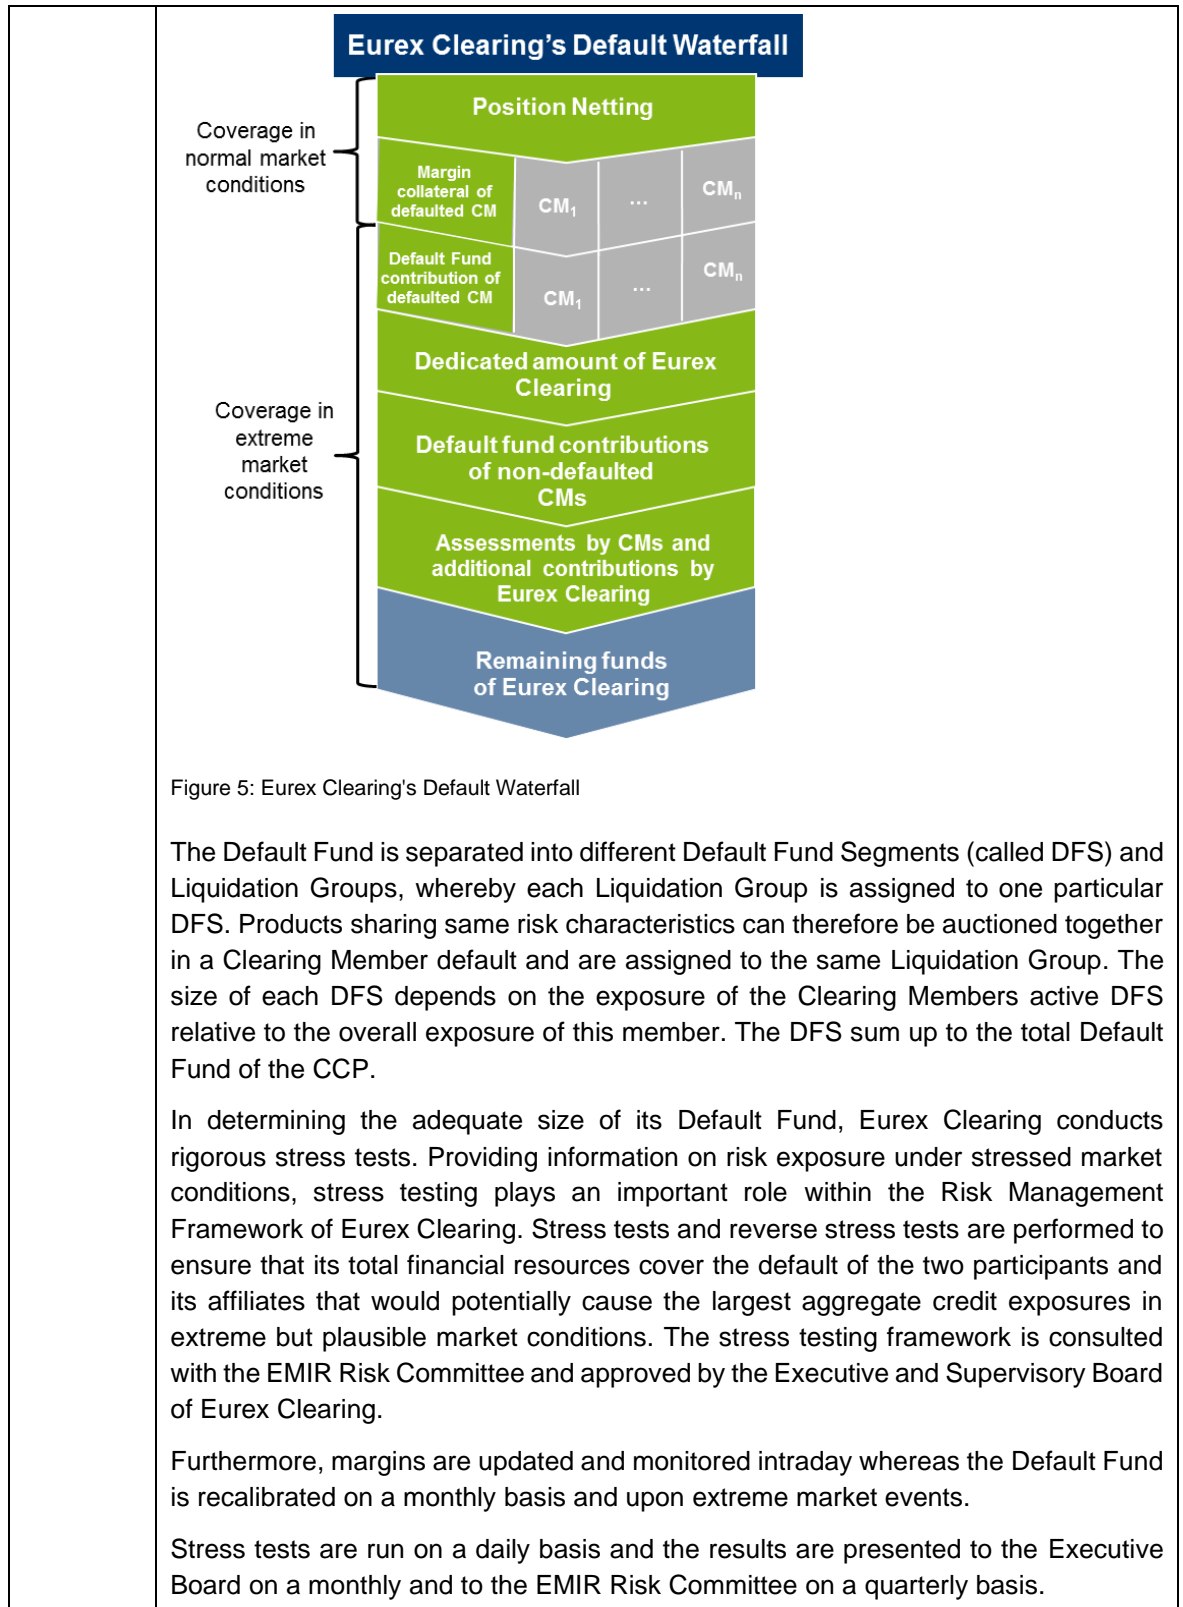 Eurex Clearing's Default Waterfall
Position Netting
Coverage in
normal market
conditions
Margin
collateral of
defaulted CM
CM1
...
CMn
Default Fund
contribution of
defaulted CM
CM1
...
CMn
Dedicated amount of Eurex
Clearing
Coverage in
extreme
market
conditions
Default fund contributions
of non-defaulted
CMs
Assessments by CMs and
additional contributions by
Eurex Clearing
Remaining funds
of Eurex Clearing
Figure 5: Eurex Clearing's Default Waterfall
The Default Fund is separated into different Default Fund Segments (called DFS) and
Liquidation Groups, whereby each Liquidation Group is assigned to one particular
DFS. Products sharing same risk characteristics can therefore be auctioned together
in a Clearing Member default and are assigned to the same Liquidation Group. The
size of each DFS depends on the exposure of the Clearing Members active DFS
relative to the overall exposure of this member. The DFS sum up to the total Default
Fund of the CCP.
In determining the adequate size of its Default Fund, Eurex Clearing conducts
rigorous stress tests. Providing information on risk exposure under stressed market
conditions, stress testing plays an important role within the Risk Management
Framework of Eurex Clearing. Stress tests and reverse stress tests are performed to
ensure that its total financial resources cover the default of the two participants and
its affiliates that would potentially cause the largest aggregate credit exposures in
extreme but plausible market conditions. The stress testing framework is consulted
with the EMIR Risk Committee and approved by the Executive and Supervisory Board
of Eurex Clearing.
Furthermore, margins are updated and monitored intraday whereas the Default Fund
is recalibrated on a monthly basis and upon extreme market events.
Stress tests are run on a daily basis and the results are presented to the Executive
Board on a monthly and to the EMIR Risk Committee on a quarterly basis.